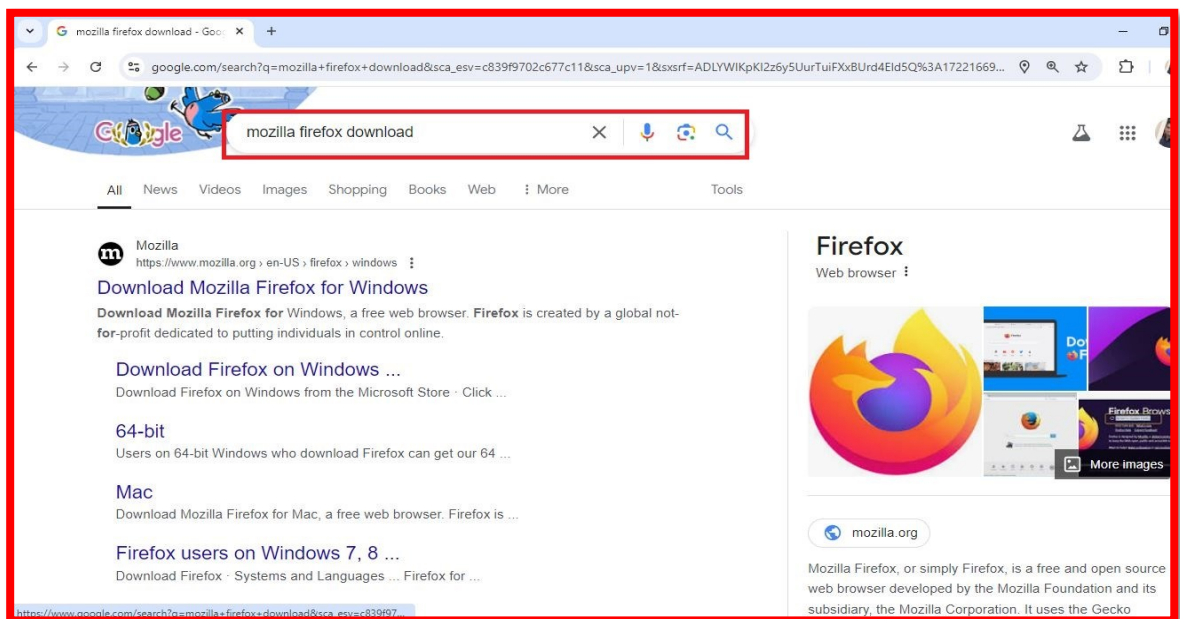 mozilla firefox download - Goo
google.com/search?q=mozilla+firefox+download&sca_esv=c839f9702c677c11&sca_upv=1&sxsrf=ADLYWIKpKI2z6y5UurTuiFXxBUrd4EId5Q%3A17221669...
mozilla firefox download
All News Videos Images Shopping Books Web More Tools
Mozilla
https://www.mozilla.org › en-US › firefox › windows
Download Mozilla Firefox for Windows
Download Mozilla Firefox for Windows, a free web browser. Firefox is created by a global not-
for-profit dedicated to putting individuals in control online.
Download Firefox on Windows ...
Download Firefox on Windows from the Microsoft Store · Click ...
64-bit
Users on 64-bit Windows who download Firefox can get our 64 ...
Mac
Download Mozilla Firefox for Mac, a free web browser. Firefox is ...
Firefox users on Windows 7, 8 ...
Download Firefox · Systems and Languages ... Firefox for ...
https://www.google.com/search?q=mozilla+firefox+download&sca_esv=c839f97...
Firefox
Web browser
Firefox Brows
More images
mozilla.org
Mozilla Firefox, or simply Firefox, is a free and open source
web browser developed by the Mozilla Foundation and its
subsidiary, the Mozilla Corporation. It uses the Gecko